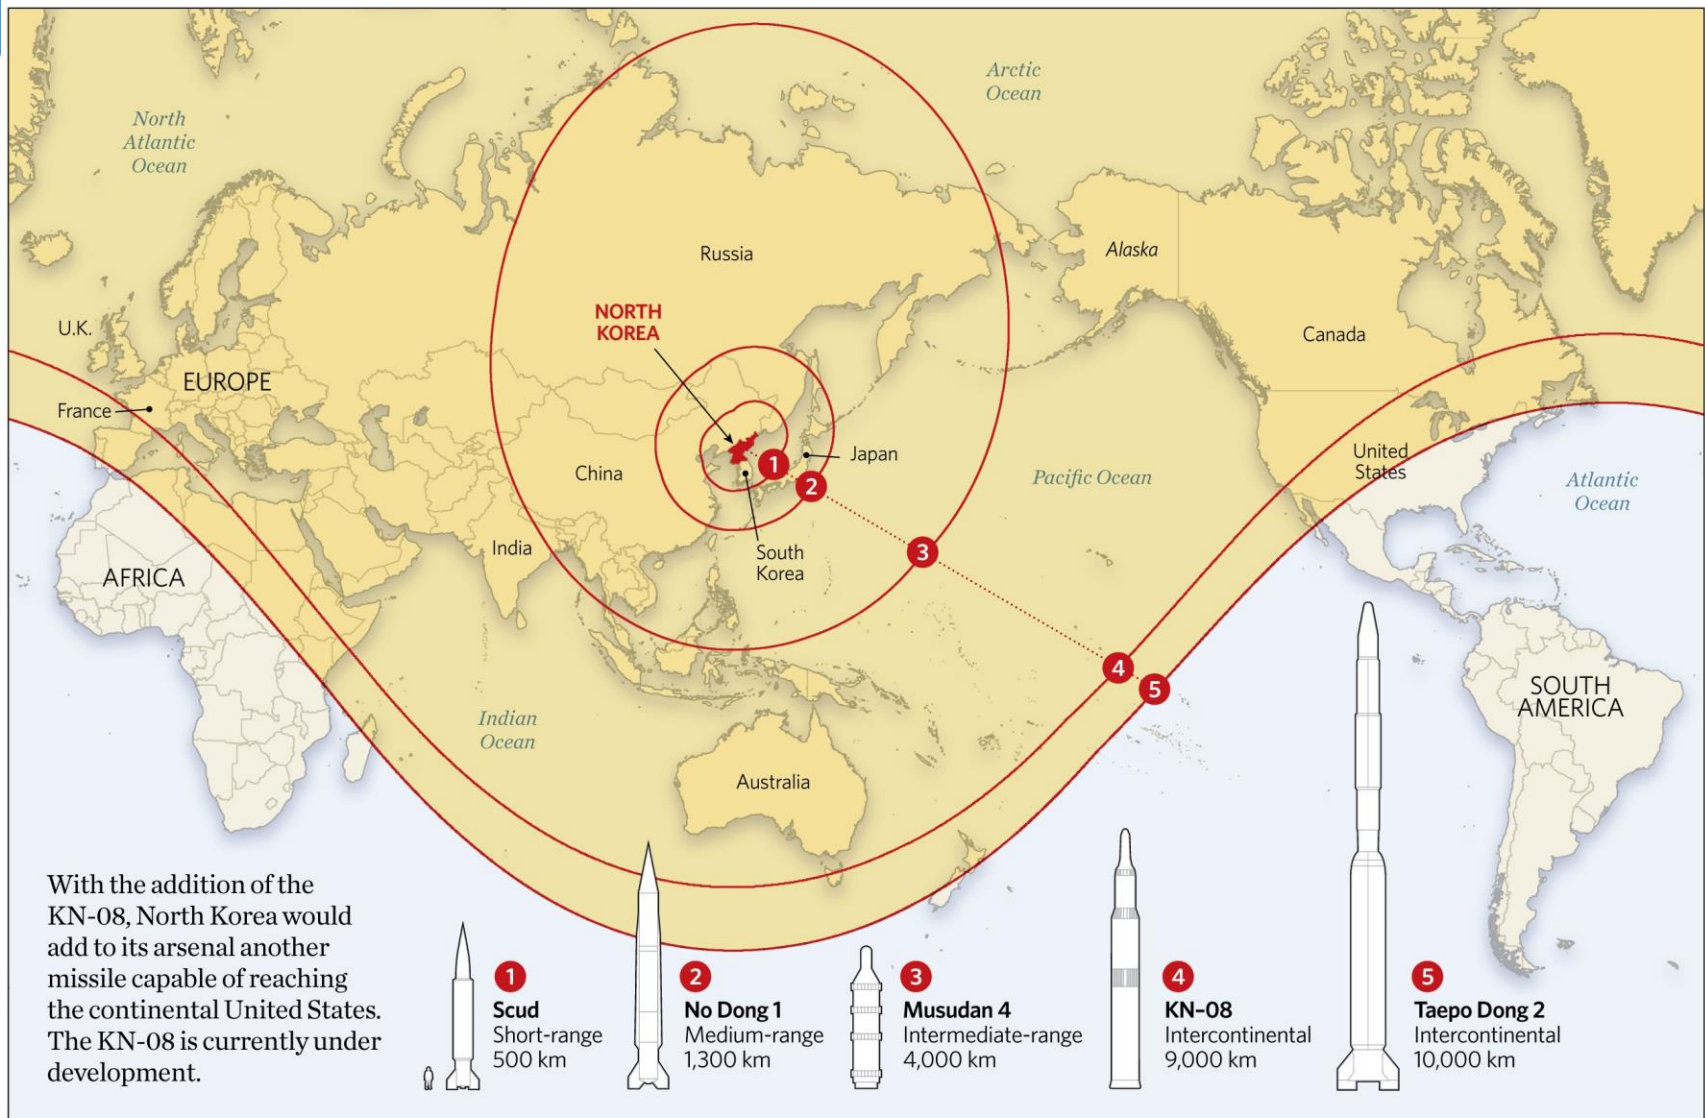 North
Atlantic
Ocean
Arctic
Ocean
Russia
Alaska
NORTH
KOREA
U.K.
Canada
EUROPE
France
China
Japan
Pacific Ocean
United
States
Atlantic
Ocean
1
2
3
4
5
India
South
Korea
AFRICA
Indian
Ocean
Australia
SOUTH
AMERICA
With the addition of the
KN-08, North Korea would
add to its arsenal another
missile capable of reaching
the continental United States.
The KN-08 is currently under
development.
1
Scud
Short-range
500 km
2
No Dong 1
Medium-range
1,300 km
3
Musudan 4
Intermediate-range
4,000 km
4
KN-08
Intercontinental
9,000 km
5
Taepo Dong 2
Intercontinental
10,000 km